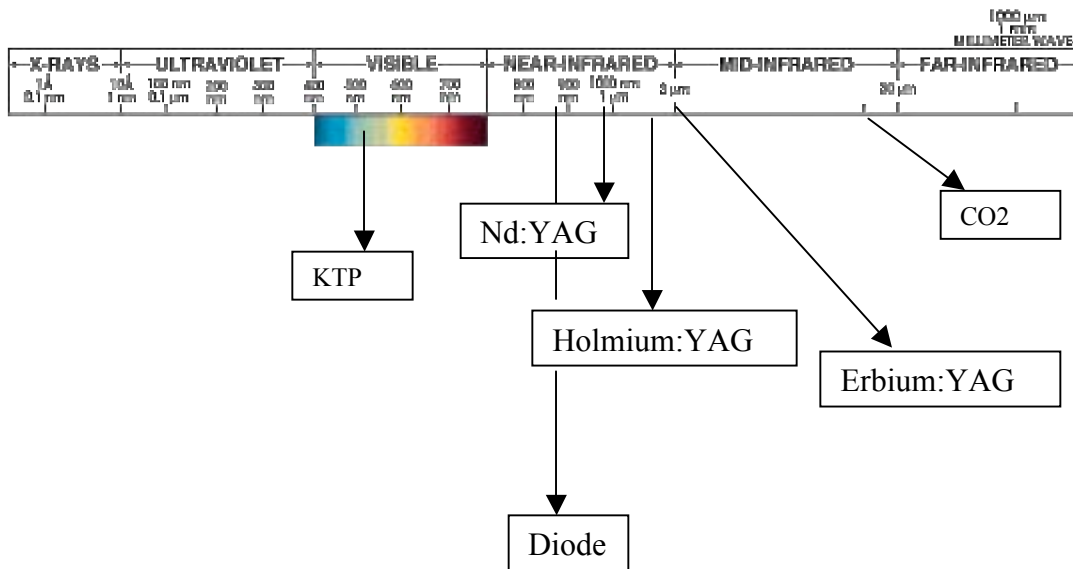 1000 µm
1 mm
MILLIMETER WAVE
X-RAYS ULTRAVIOLET VISIBLE NEAR-INFRARED MID-INFRARED FAR-INFRARED
1Å 10Å 100 nm 200 300 400 500 600 700 800 900 1000 nm 3 µm 30 µm
0.1 nm 1 nm 0.1 µm nm nm nm nm nm nm nm nm 1 µm
Nd:YAG
CO2
KTP
Holmium:YAG
Erbium:YAG
Diode